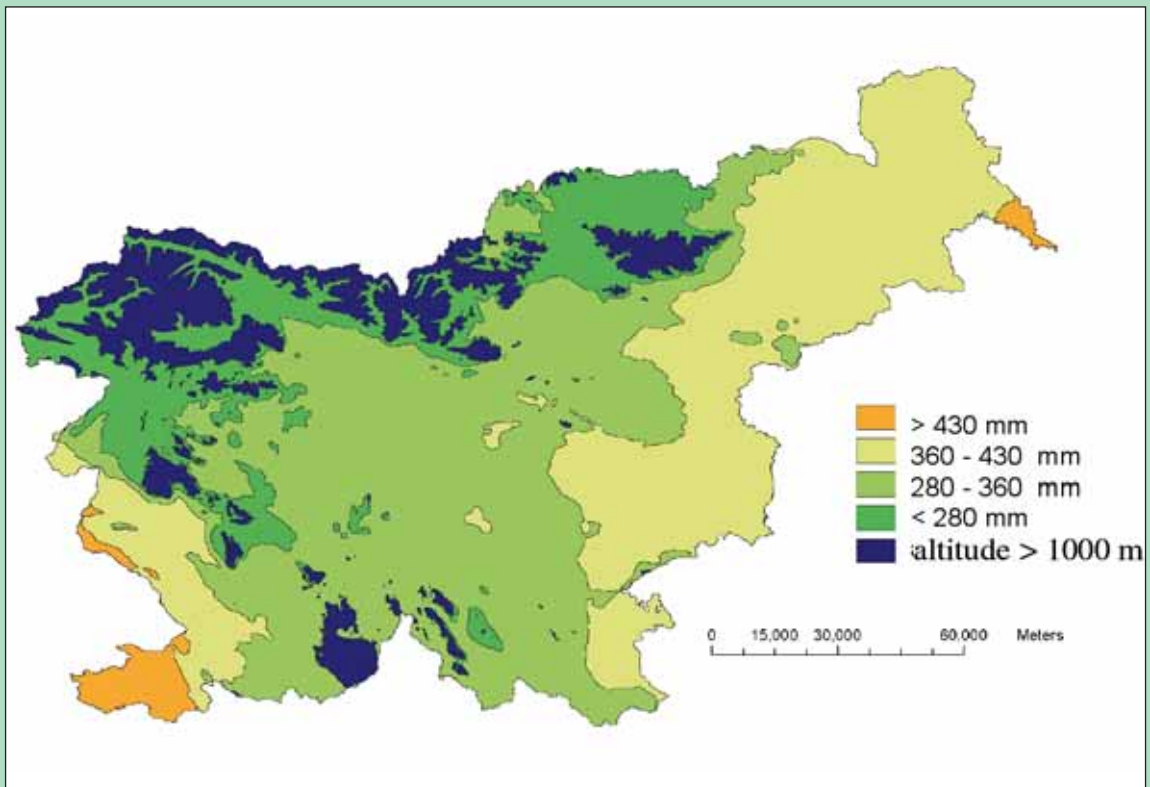 > 430 mm
360 - 430 mm
280 - 360 mm
< 280 mm
altitude > 1000 m
0 15,000 30,000 60,000 Meters